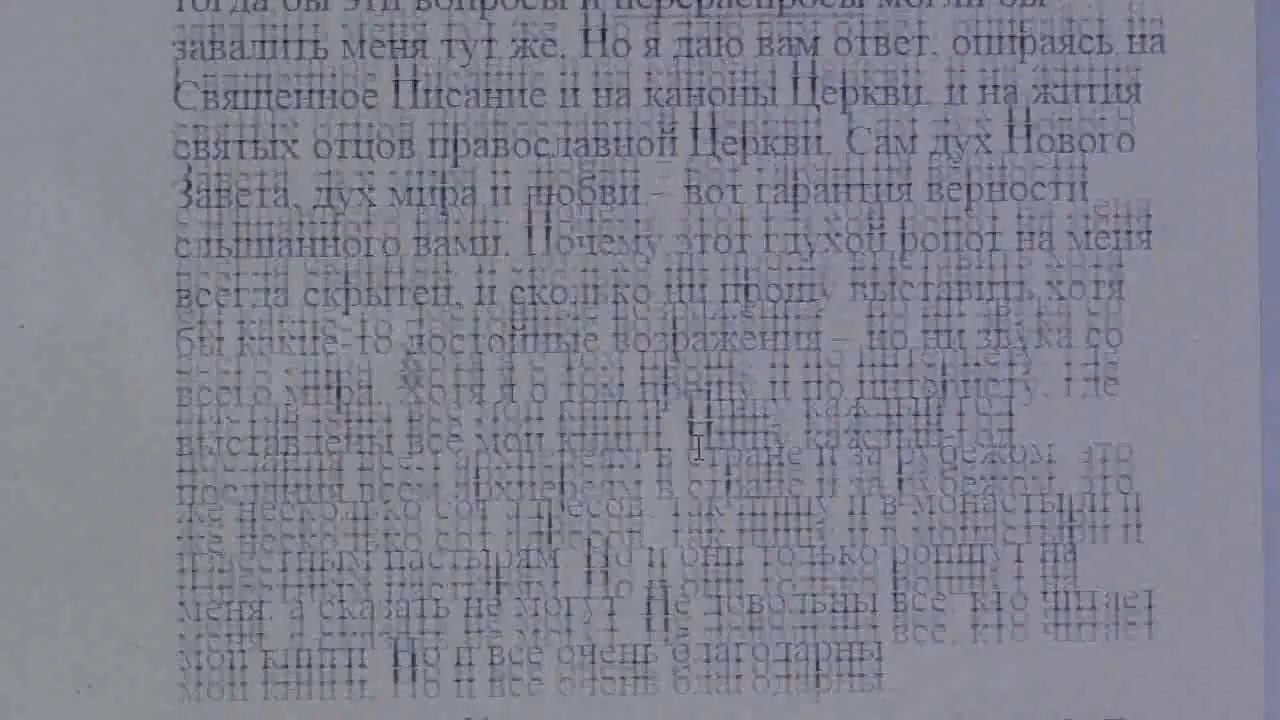 тогда бы эти вопросы и перераспросы могли бы
завалить меня тут же. Но я даю вам ответ, опираясь на
Священное Писание и на каноны Церкви, и на жития
святых отцов православной Церкви. Сам дух Нового
Завета, дух мира и любви – вот гарантия верности
слышанного вами. Почему этот глухой ропот на меня
всегда скрытен, и сколько ни прошу выставить хотя
бы какие-то достойные возражения – но ни звука со
всего мира. Хотя я о том прошу и по интернету, где
выставлены все мои книги. Пишу каждый год
послания всем архиереям в стране и за рубежом, это
же несколько сот адресов, так пишу и в монастыри и
известным пастырям. Но и они только ропщут на
меня, а сказать не могут. Не довольны все, кто читает
мои книги. Но и все очень благодарны